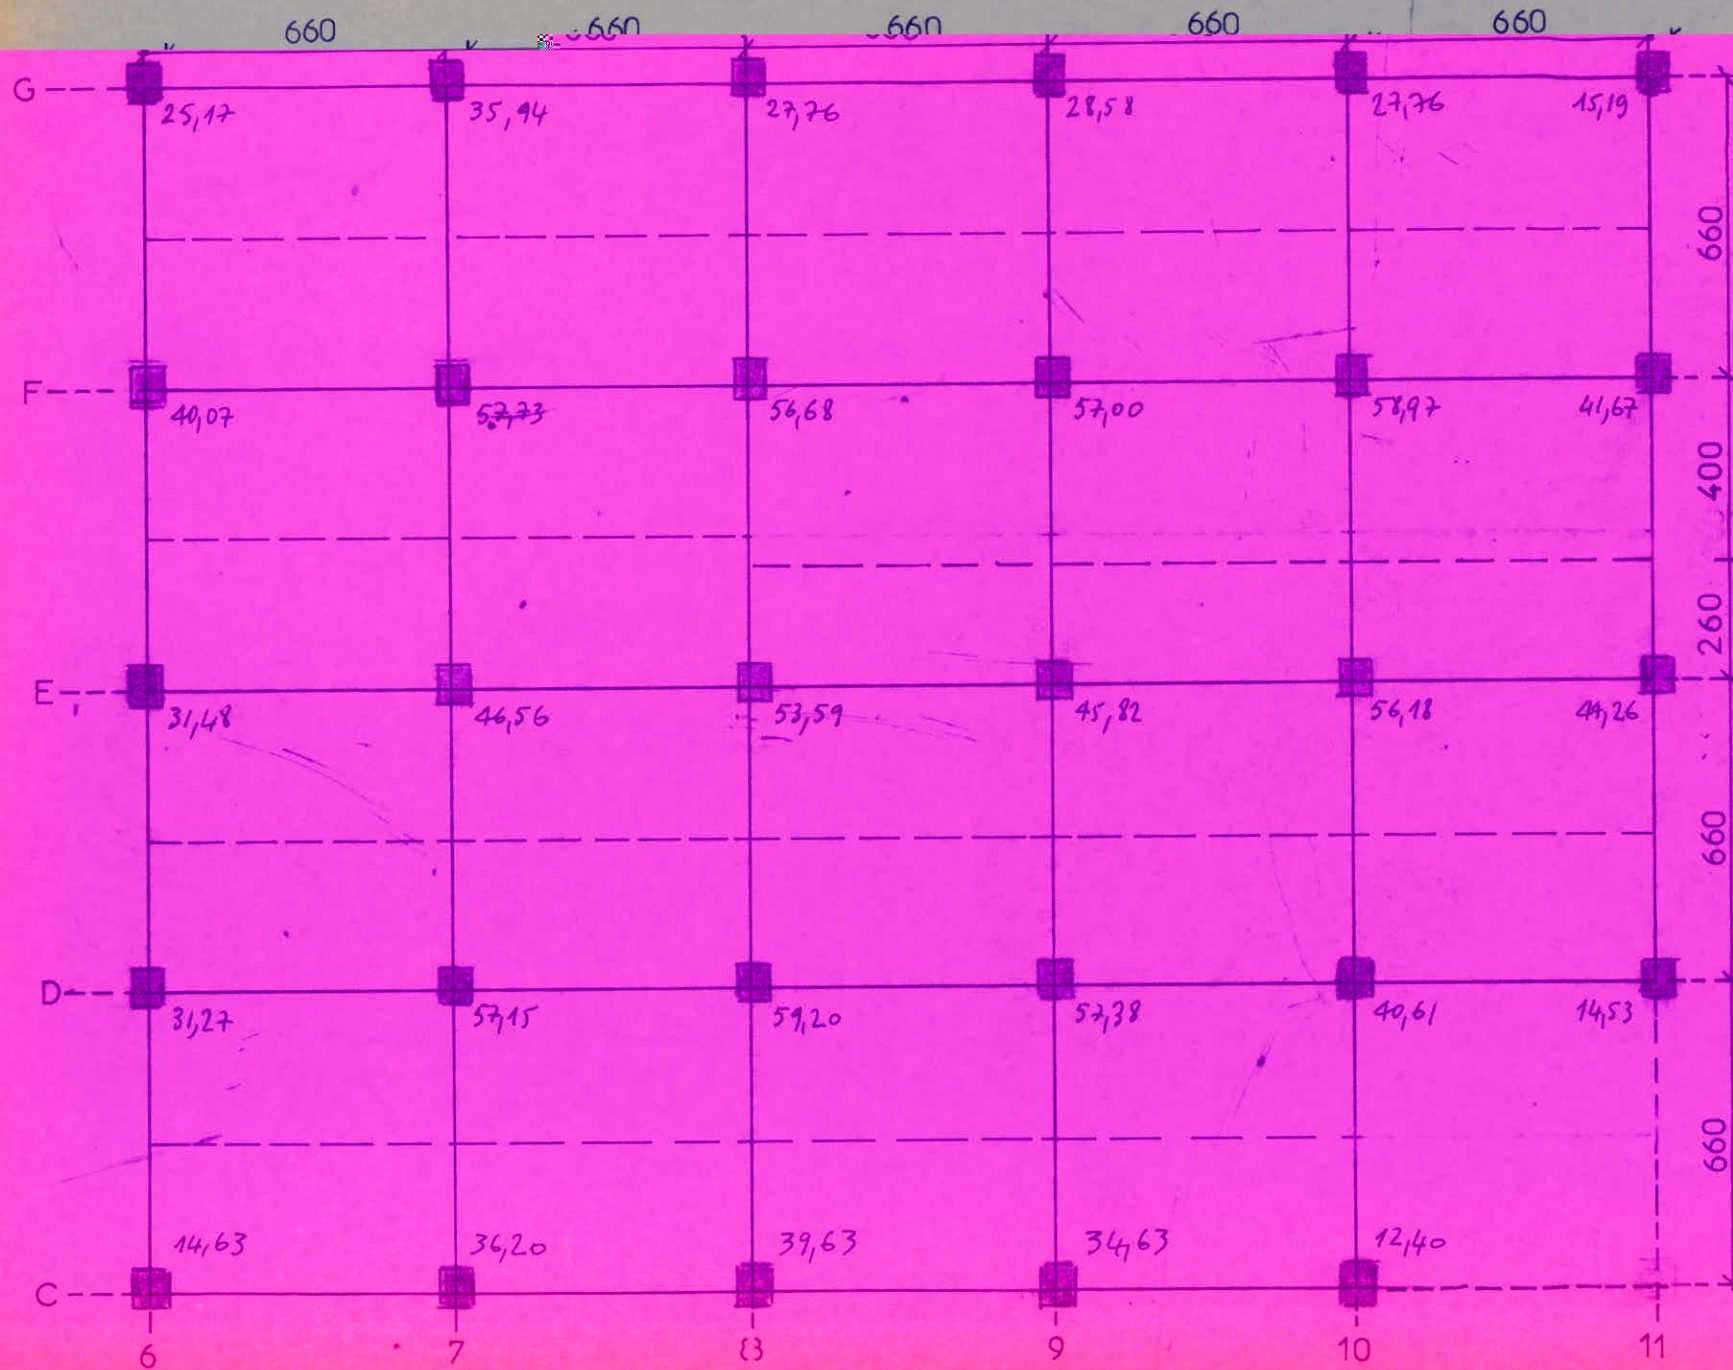 660 660 660 660 660
G 25,17 35,94 27,76 28,58 27,76 15,19
660
F 40,07 57,73 56,68 57,00 58,97 41,67
400
260
E 31,48 46,56 53,59 45,82 56,18 44,26
660
D 31,27 57,15 59,20 57,38 40,61 14,53
660
14,63 36,20 39,63 34,63 12,40
C
6 7 8 9 10 11